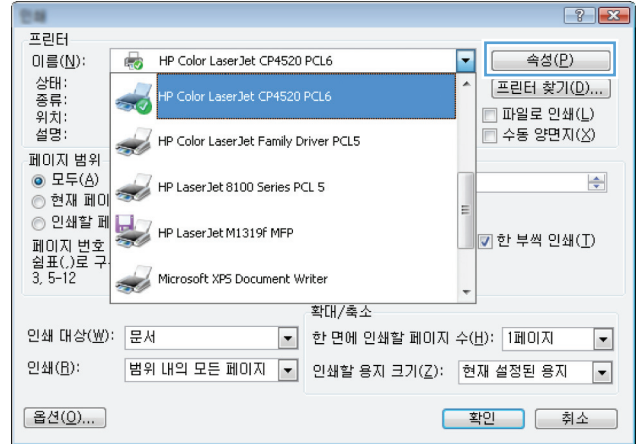 인쇄
프린터
이름(N): HP Color LaserJet CP4520 PCL6 속성(P)
상태: HP Color LaserJet CP4520 PCL6 프린터 찾기(D)...
종류:
위치: 파일로 인쇄(L)
설명: HP Color LaserJet Family Driver PCL5 수동 양면지(X)
페이지 범위
모두(A) HP LaserJet 8100 Series PCL 5
현재 페이
인쇄할 페 HP LaserJet M1319f MFP 한 부씩 인쇄(T)
페이지 번호
쉼표(,)로 구
3, 5-12 Microsoft XPS Document Writer
확대/축소
인쇄 대상(W): 문서 한 면에 인쇄할 페이지 수(H): 1페이지
인쇄(R): 범위 내의 모든 페이지 인쇄할 용지 크기(Z): 현재 설정된 용지
옵션(O)... 확인 취소